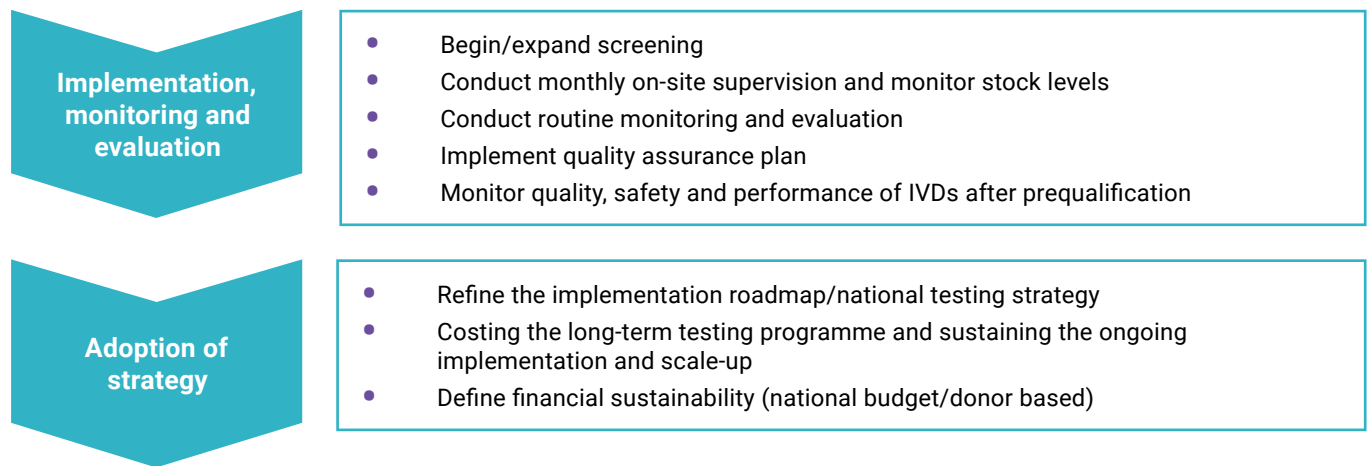 Implementation,
monitoring and
evaluation
• Begin/expand screening
• Conduct monthly on-site supervision and monitor stock levels
• Conduct routine monitoring and evaluation
• Implement quality assurance plan
• Monitor quality, safety and performance of IVDs after prequalification
Adoption of
strategy
• Refine the implementation roadmap/national testing strategy
• Costing the long-term testing programme and sustaining the ongoing
implementation and scale-up
• Define financial sustainability (national budget/donor based)